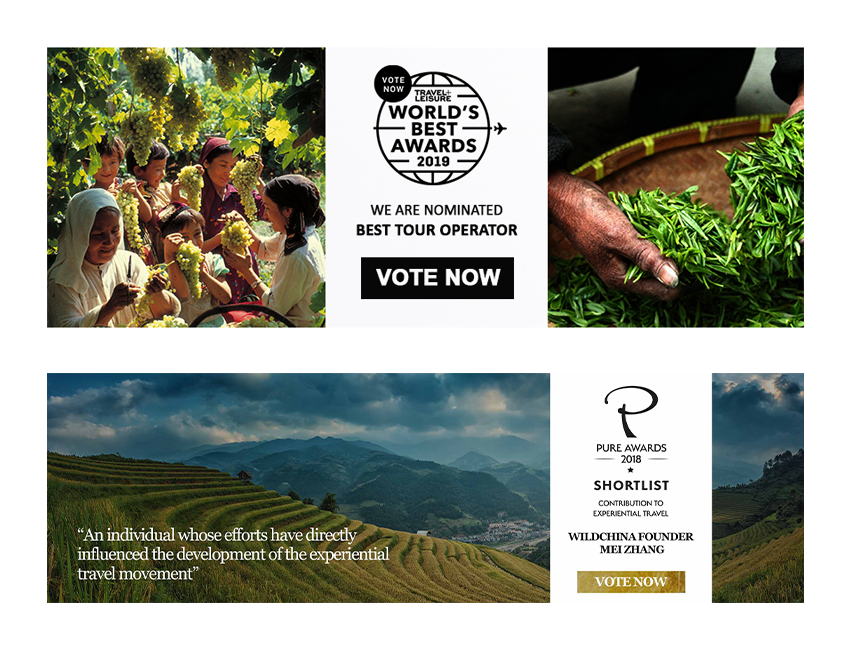 VOTE
NOW
TRAVEL+
LEISURE
WORLD'S
BEST
AWARDS
2019
WE ARE NOMINATED
BEST TOUR OPERATOR
VOTE NOW
P
PURE AWARDS
2018
SHORTLIST
CONTRIBUTION TO
EXPERIENTIAL TRAVEL
WILDCHINA FOUNDER
MEI ZHANG
VOTE NOW
“An individual whose efforts have directly
influenced the development of the experiential
travel movement”